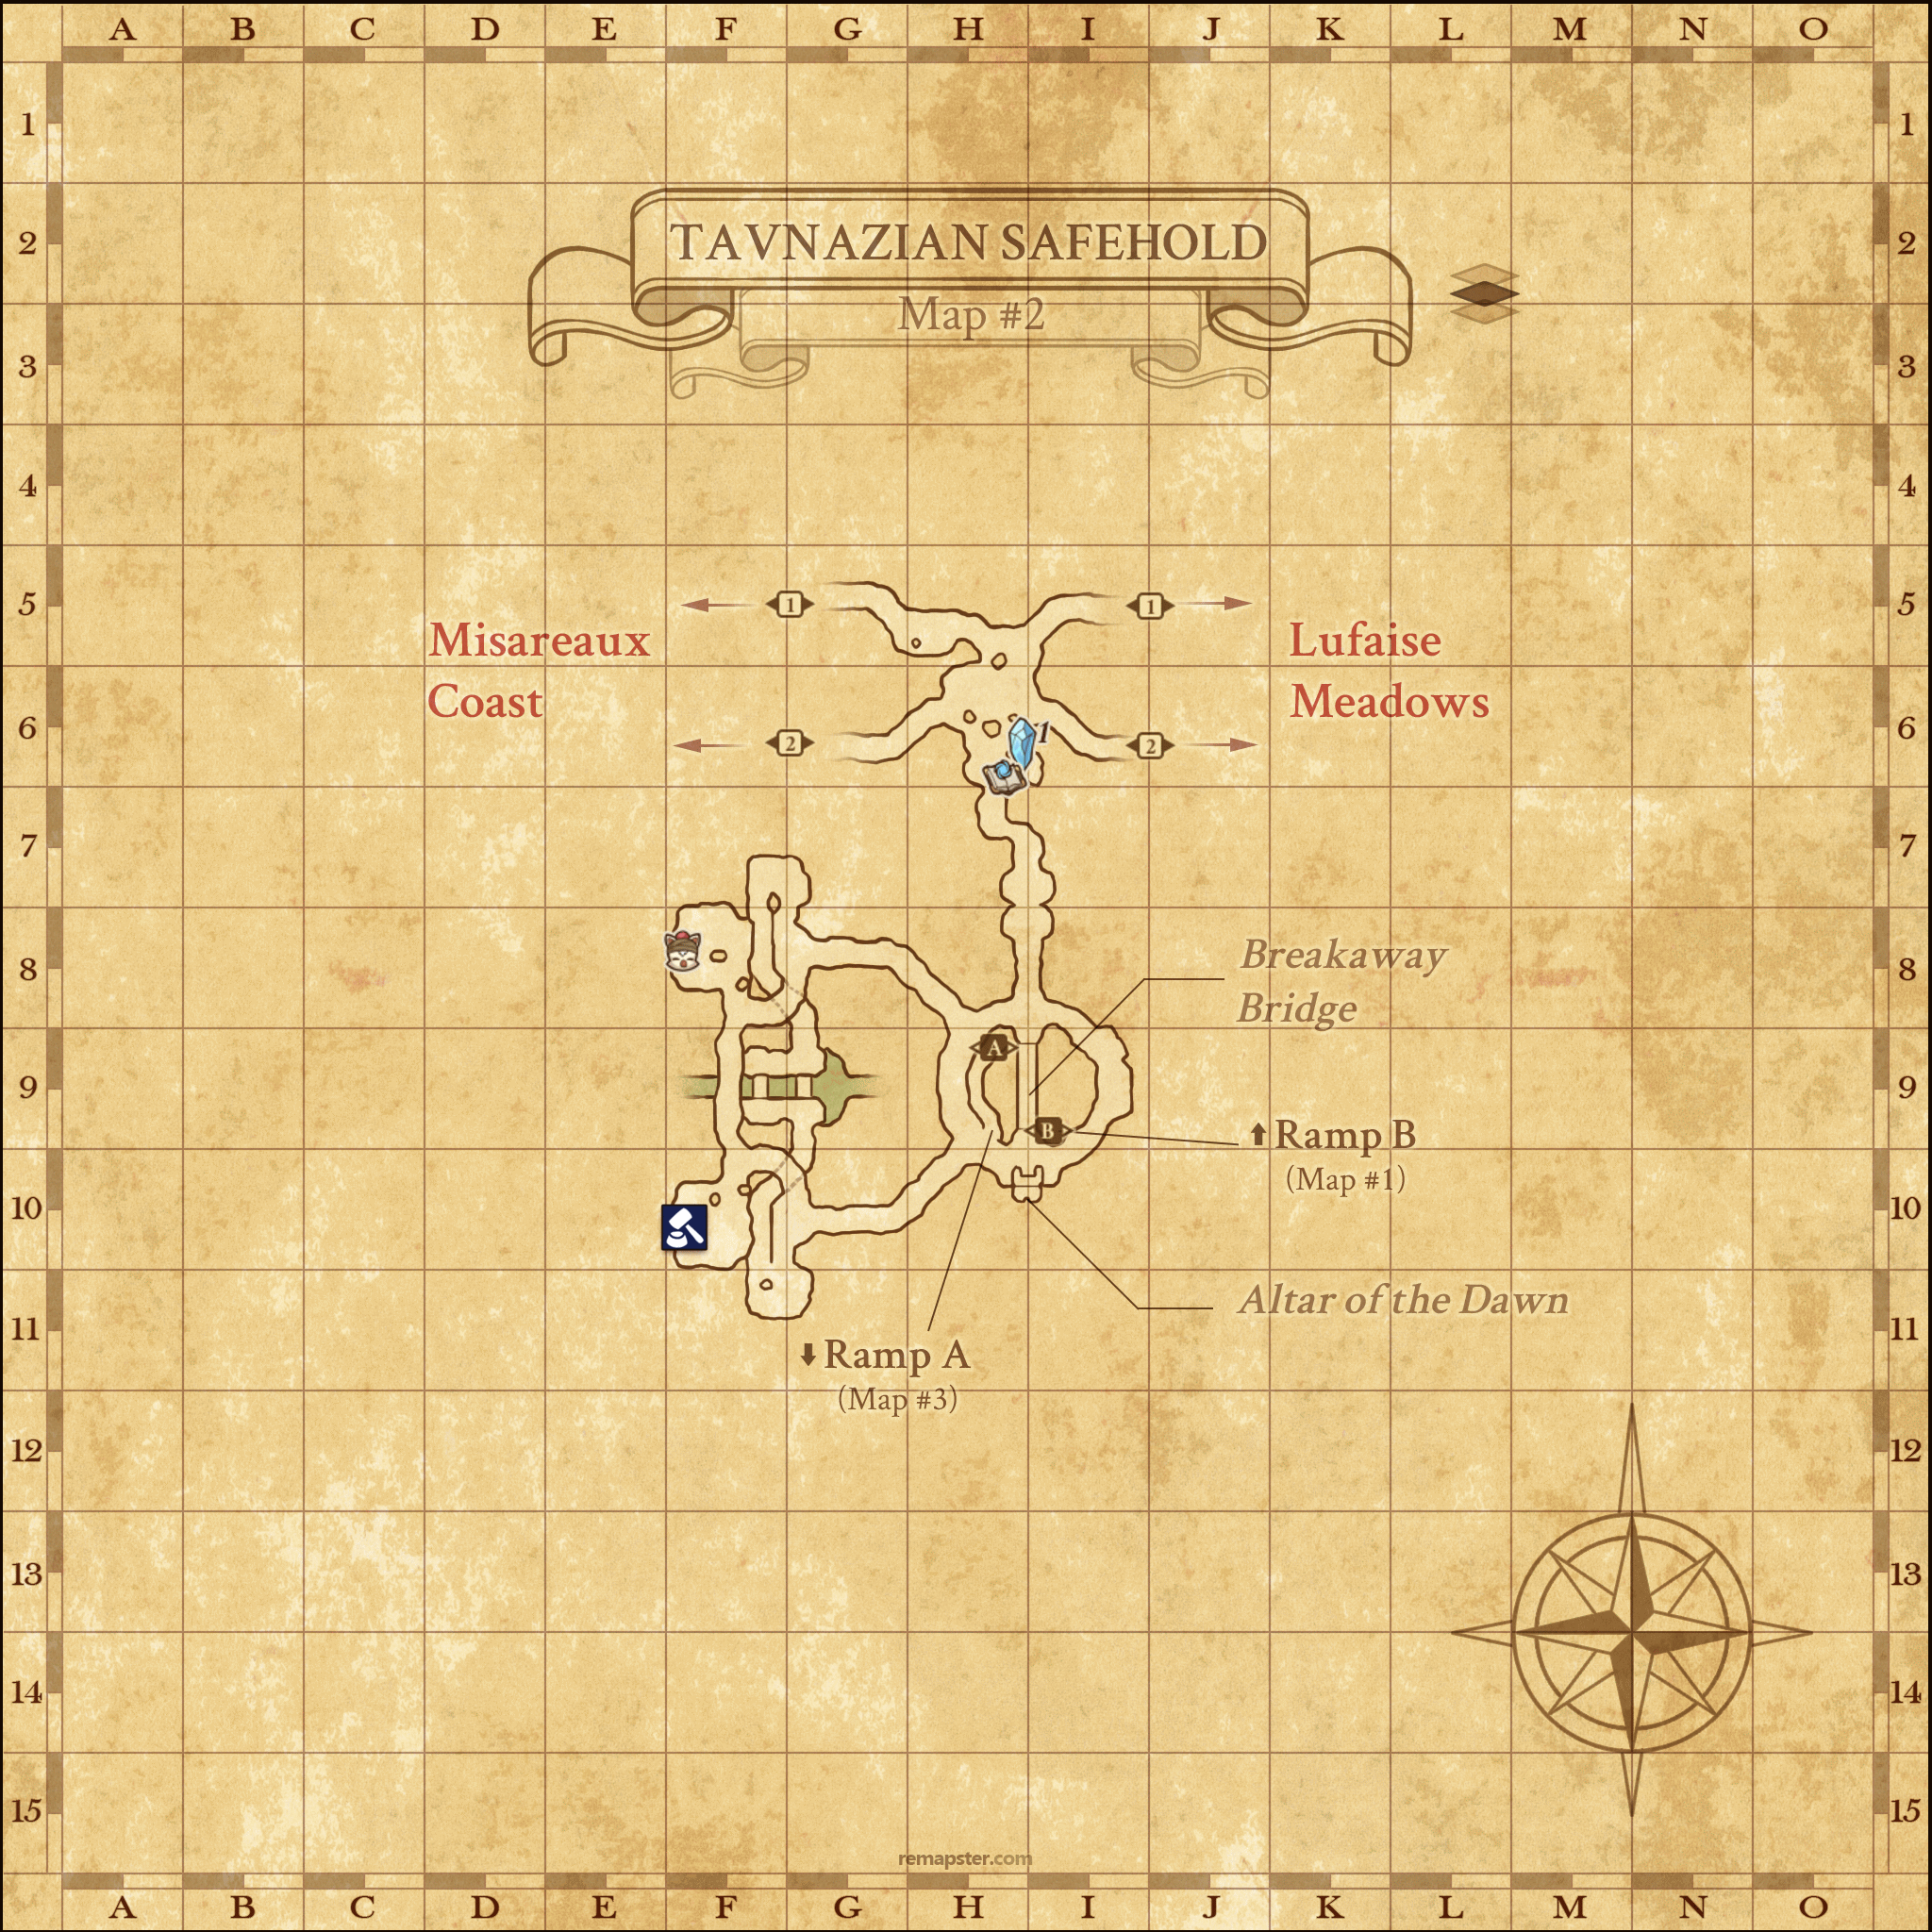 A B C D E F G H I J K L M N O
1 1
TAVNAZIAN SAFEHOLD
2 2
Map #2
3 3
4 4
5 1 1 5
Misareaux
Coast
Lufaise
Meadows
6 1 6
2 2
7 7
8 8
Breakaway
Bridge
A
9 9
B
↑ Ramp B
(Map #1)
10 10
Altar of the Dawn
11 11
↓ Ramp A
(Map #3)
12 12
13 13
14 14
15 15
remapster.com
A B C D E F G H I J K L M N O